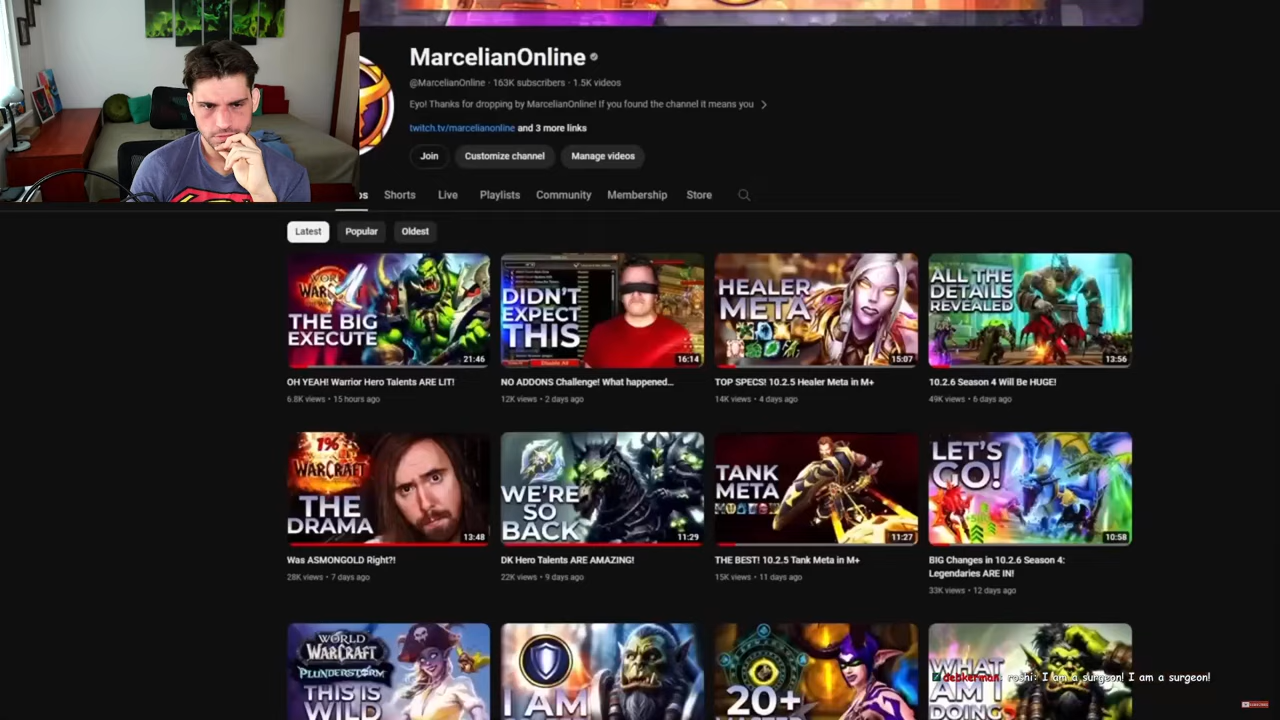 MarcelianOnline
@MarcelianOnline · 163K subscribers · 1.5K videos
Eyo! Thanks for dropping by MarcelianOnline! If you found the channel it means you
twitch.tv/marcelianonline and 3 more links
Join
Customize channel
Manage videos
os
Shorts
Live
Playlists
Community
Membership
Store
Latest
Popular
Oldest
THE BIG
EXECUTE
21:46
DIDN'T
EXPECT
THIS
16:14
HEALER
META
15:07
ALL THE
DETAILS
REVEALED
13:56
OH YEAH! Warrior Hero Talents ARE LIT!
6.8K views · 15 hours ago
NO ADDONS Challenge! What happened...
12K views · 2 days ago
TOP SPECS! 10.2.5 Healer Meta in M+
14K views · 4 days ago
10.2.6 Season 4 Will Be HUGE!
49K views · 6 days ago
1%
WARCRAFT
THE
DRAMA
13:48
WE'RE
SO
BACK
11:29
TANK
META
11:27
LET'S
GO!
10:58
Was ASMONGOLD Right?!
28K views · 7 days ago
DK Hero Talents ARE AMAZING!
22K views · 9 days ago
THE BEST! 10.2.5 Tank Meta in M+
15K views · 11 days ago
BIG Changes in 10.2.6 Season 4:
Legendaries ARE IN!
33K views · 12 days ago
WORLD
WARCRAFT
PLUNDERSTORM
THIS IS
WILD
I AM
20+
WHAT
AM I
DOING
deakerman: roshi: I am a surgeon! I am a surgeon!